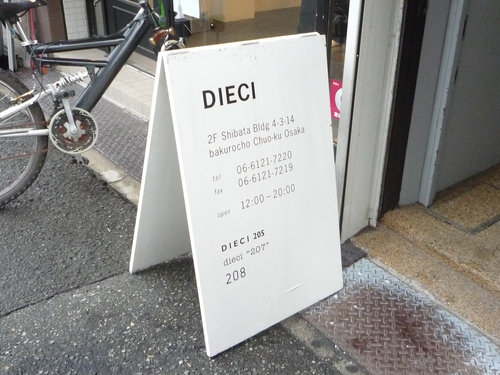 DIECI
2F Shibata Bldg 4-3-14
bakurocho Chuo-ku Osaka
tel 06-6121-7220
fax 06-6121-7219
open 12:00-20:00
DIECI 205
dieci "207"
208